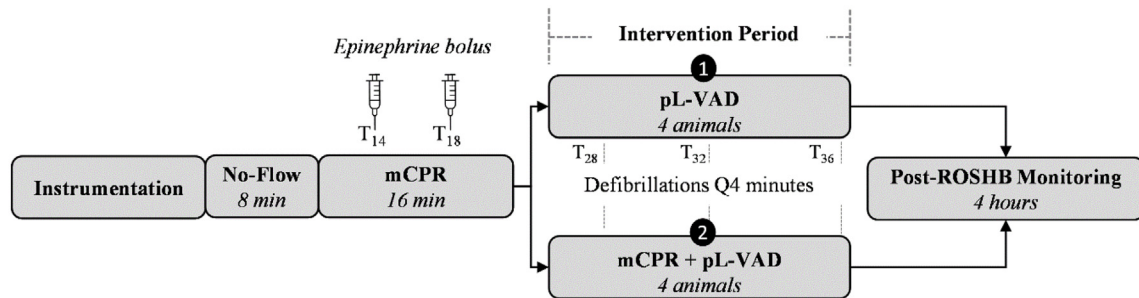 Intervention Period
Epinephrine bolus
1
pL-VAD
4 animals
T14
T18
T28
T32
T36
Instrumentation
No-Flow
8 min
mCPR
16 min
Defibrillations Q4 minutes
Post-ROSHB Monitoring
4 hours
2
mCPR + pL-VAD
4 animals